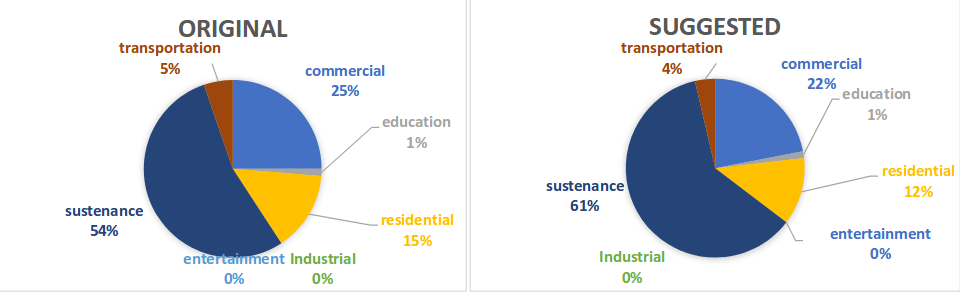 ORIGINAL
transportation
5%
commercial
25%
education
1%
residential
15%
sustenance
54%
entertainment
0%
Industrial
0%
SUGGESTED
transportation
4%
commercial
22%
education
1%
residential
12%
sustenance
61%
entertainment
0%
Industrial
0%